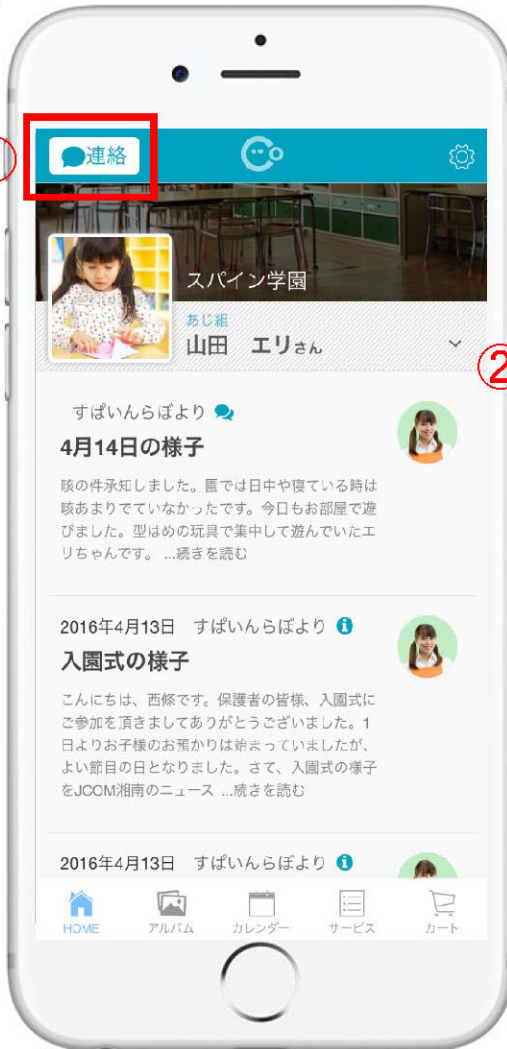 連絡
スパイン学園
あじ組
山田 エリさん
②
すぱいんらぼより
4月14日の様子
咳の件承知しました。園では日中や寝ている時は
咳あまりでていなかったです。今日もお部屋で遊
びました。型はめの玩具で集中して遊んでいたエ
リちゃんです。 ...続きを読む
2016年4月13日 すぱいんらぼより
入園式の様子
こんにちは、西條です。保護者の皆様、入園式に
ご参加を頂きましてありがとうございました。1
日よりお子様のお預かりは始まっていましたが、
よい節目の日となりました。さて、入園式の様子
をJCOM湘南のニュース ...続きを読む
2016年4月13日 すぱいんらぼより
HOME アルバム カレンダー サービス カート